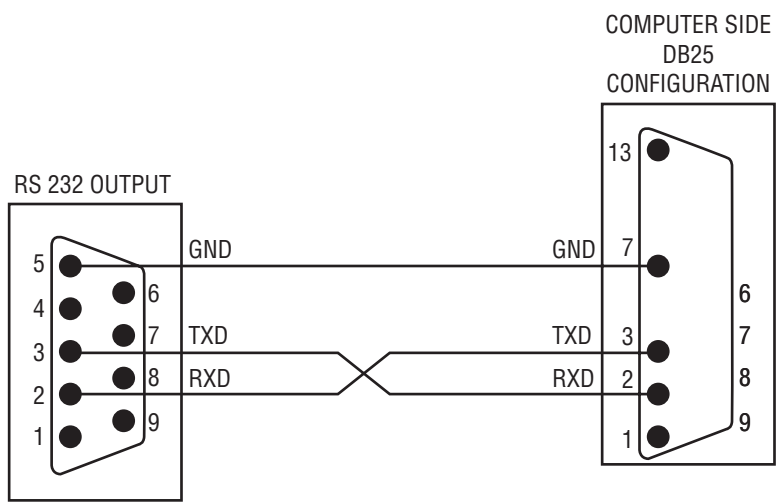 COMPUTER SIDE
DB25
CONFIGURATION
RS 232 OUTPUT
13
5
GND
GND
7
6
6
4
3
7
TXD
TXD
3
7
2
8
RXD
RXD
2
8
1
9
1
9